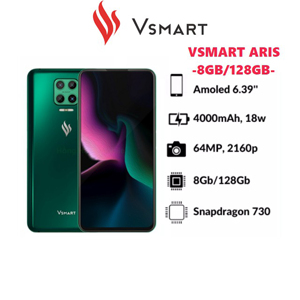 VSMART
VSMART ARIS
-8GB/128GB-
Amoled 6.39"
4000mAh, 18w
64MP, 2160p
8Gb/128Gb
Snapdragon 730
VSMART